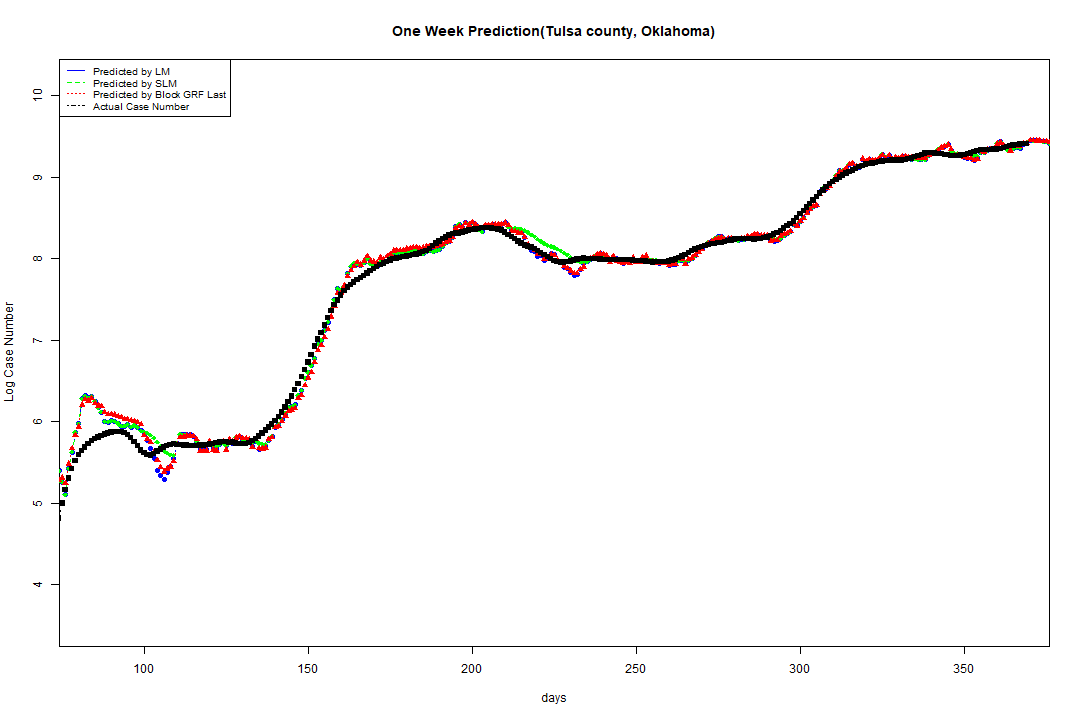 One Week Prediction(Tulsa county, Oklahoma)
Predicted by LM
Predicted by SLM
Predicted by Block GRF Last
Actual Case Number
10
9
8
7
6
5
4
Log Case Number
100 150 200 250 300 350
days